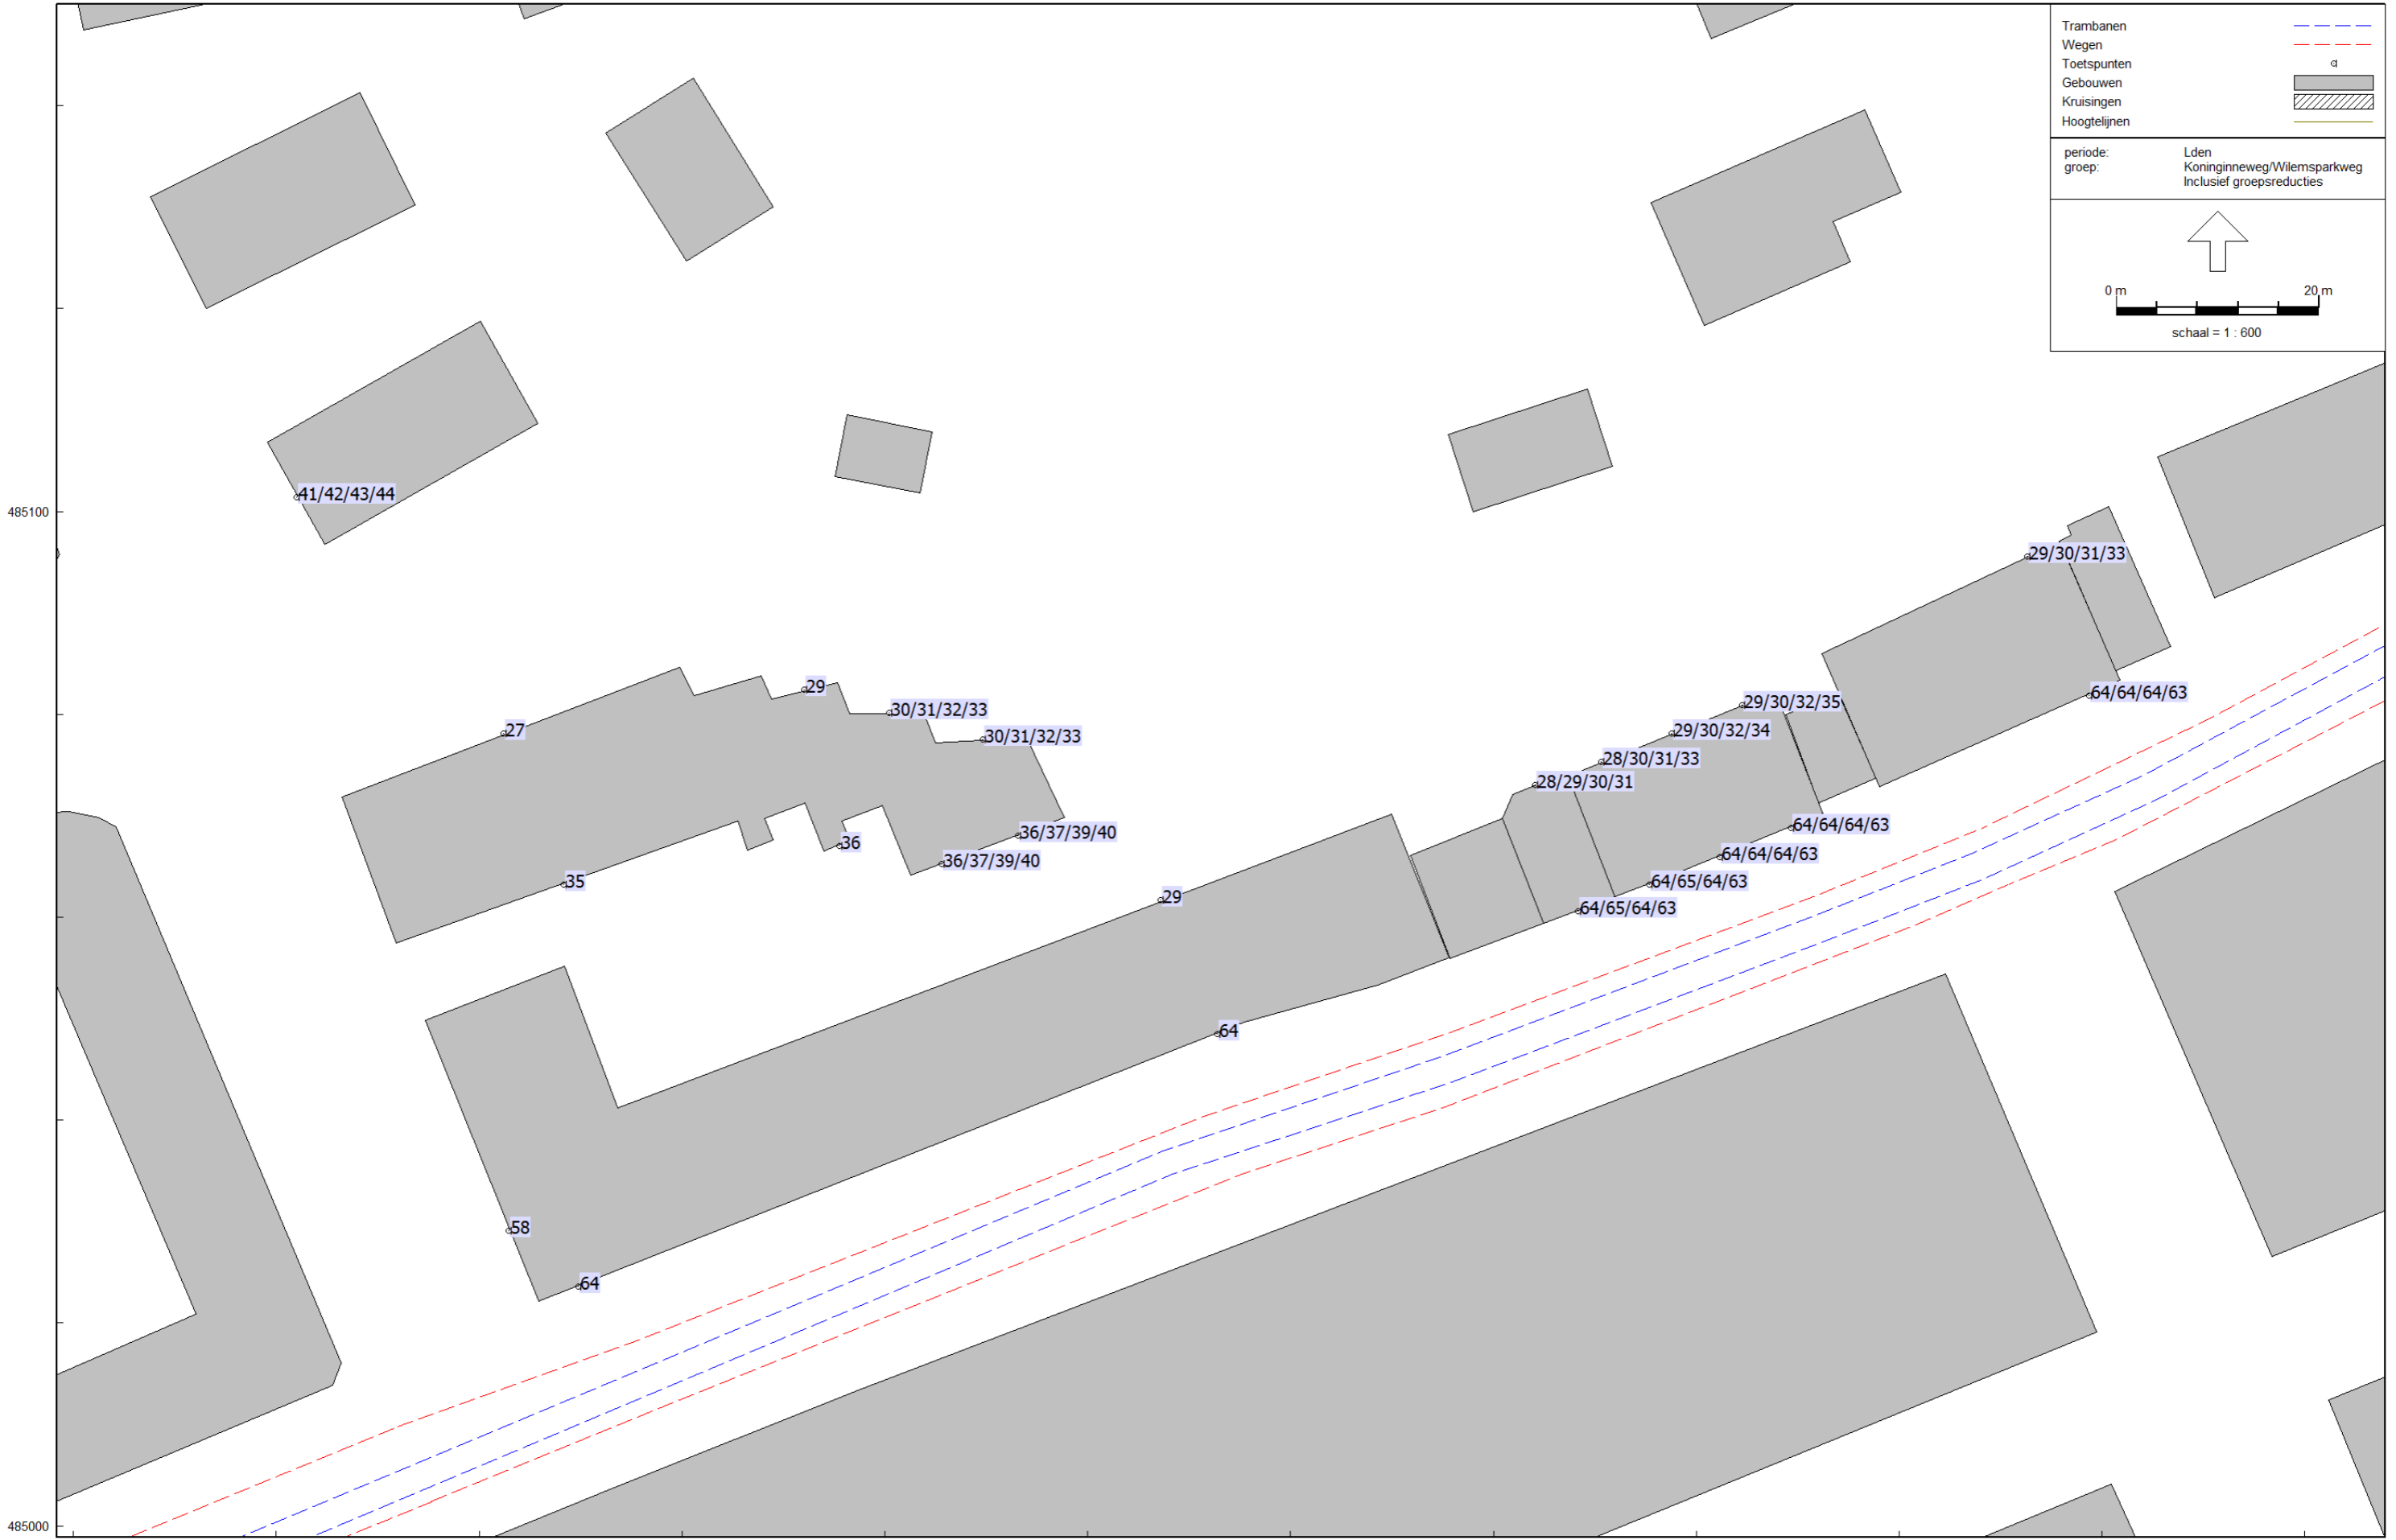 Trambanen
Wegen
Toetspunten
Gebouwen
Kruisingen
Hoogtelijnen
periode: Lden
groep: Koninginneweg/Wilemsparkweg
Inclusief groepsreducties
0 m 20 m
schaal = 1 : 600
41/42/43/44
485100
29/30/31/33
29
64/64/64/63
29/30/32/35
30/31/32/33
27
29/30/32/34
30/31/32/33
28/30/31/33
28/29/30/31
64/64/64/63
36/37/39/40
36
64/64/64/63
36/37/39/40
35
64/65/64/63
29
64/65/64/63
64
58
64
485000